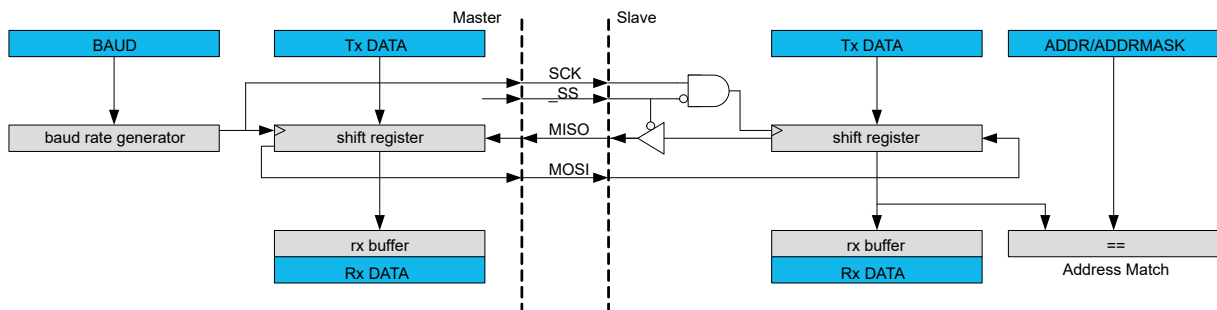 Master
Slave
BAUD
Tx DATA
Tx DATA
ADDR/ADDRMASK
SCK
_SS
baud rate generator
shift register
MISO
shift register
MOSI
rx buffer
rx buffer
==
Rx DATA
Rx DATA
Address Match